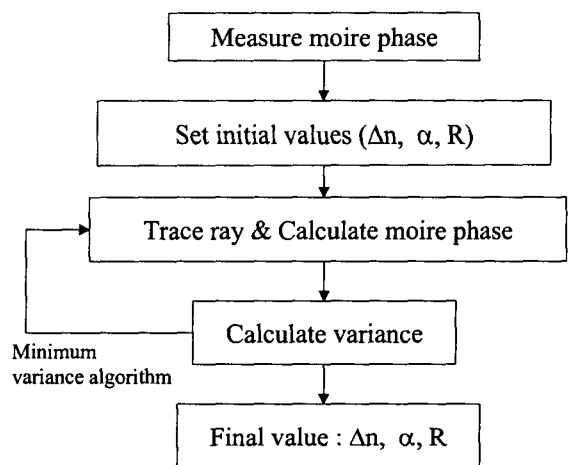 Measure moire phase
Set initial values (Δn, α, R)
Trace ray & Calculate moire phase
Calculate variance
Minimum
variance algorithm
Final value : Δn, α, R